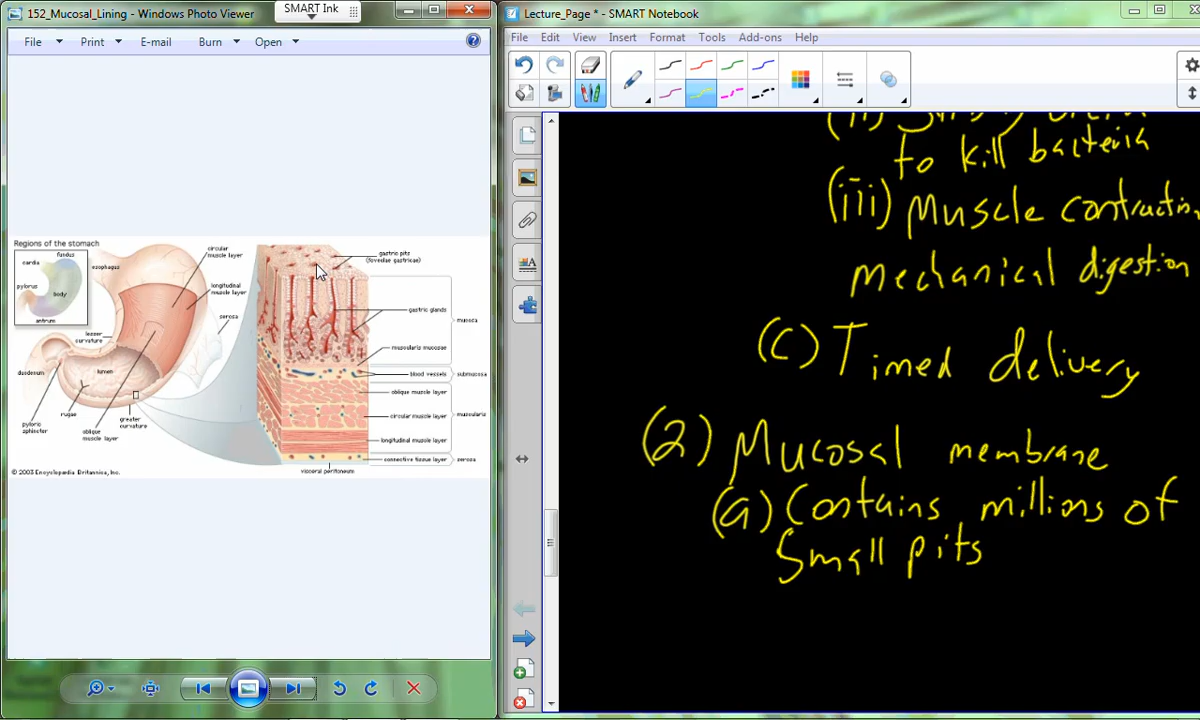 152_Mucosal_Lining - Windows Photo Viewer
SMART Ink
File Print E-mail Burn Open
Regions of the stomach
fundus
cardia
esophagus
pylorus
body
antrum
circular
muscle layer
longitudinal
muscle layer
serosa
lesser
curvature
lumen
duodenum
rugae
pyloric
sphincter
oblique
muscle layer
greater
curvature
gastric pits
(foveolae gastricae)
gastric glands
mucosa
muscularis mucosae
blood vessels
submucosa
oblique muscle layer
circular muscle layer
muscularis
longitudinal muscle layer
connective tissue layer
serosa
visceral peritoneum
© 2003 Encyclopædia Britannica, Inc.
Lecture_Page * - SMART Notebook
File Edit View Insert Format Tools Add-ons Help
to kill bacteria
(iii) Muscle contraction
mechanical digestion
(C) Timed delivery
(2) Mucosal membrane
(a) Contains millions of
small pits